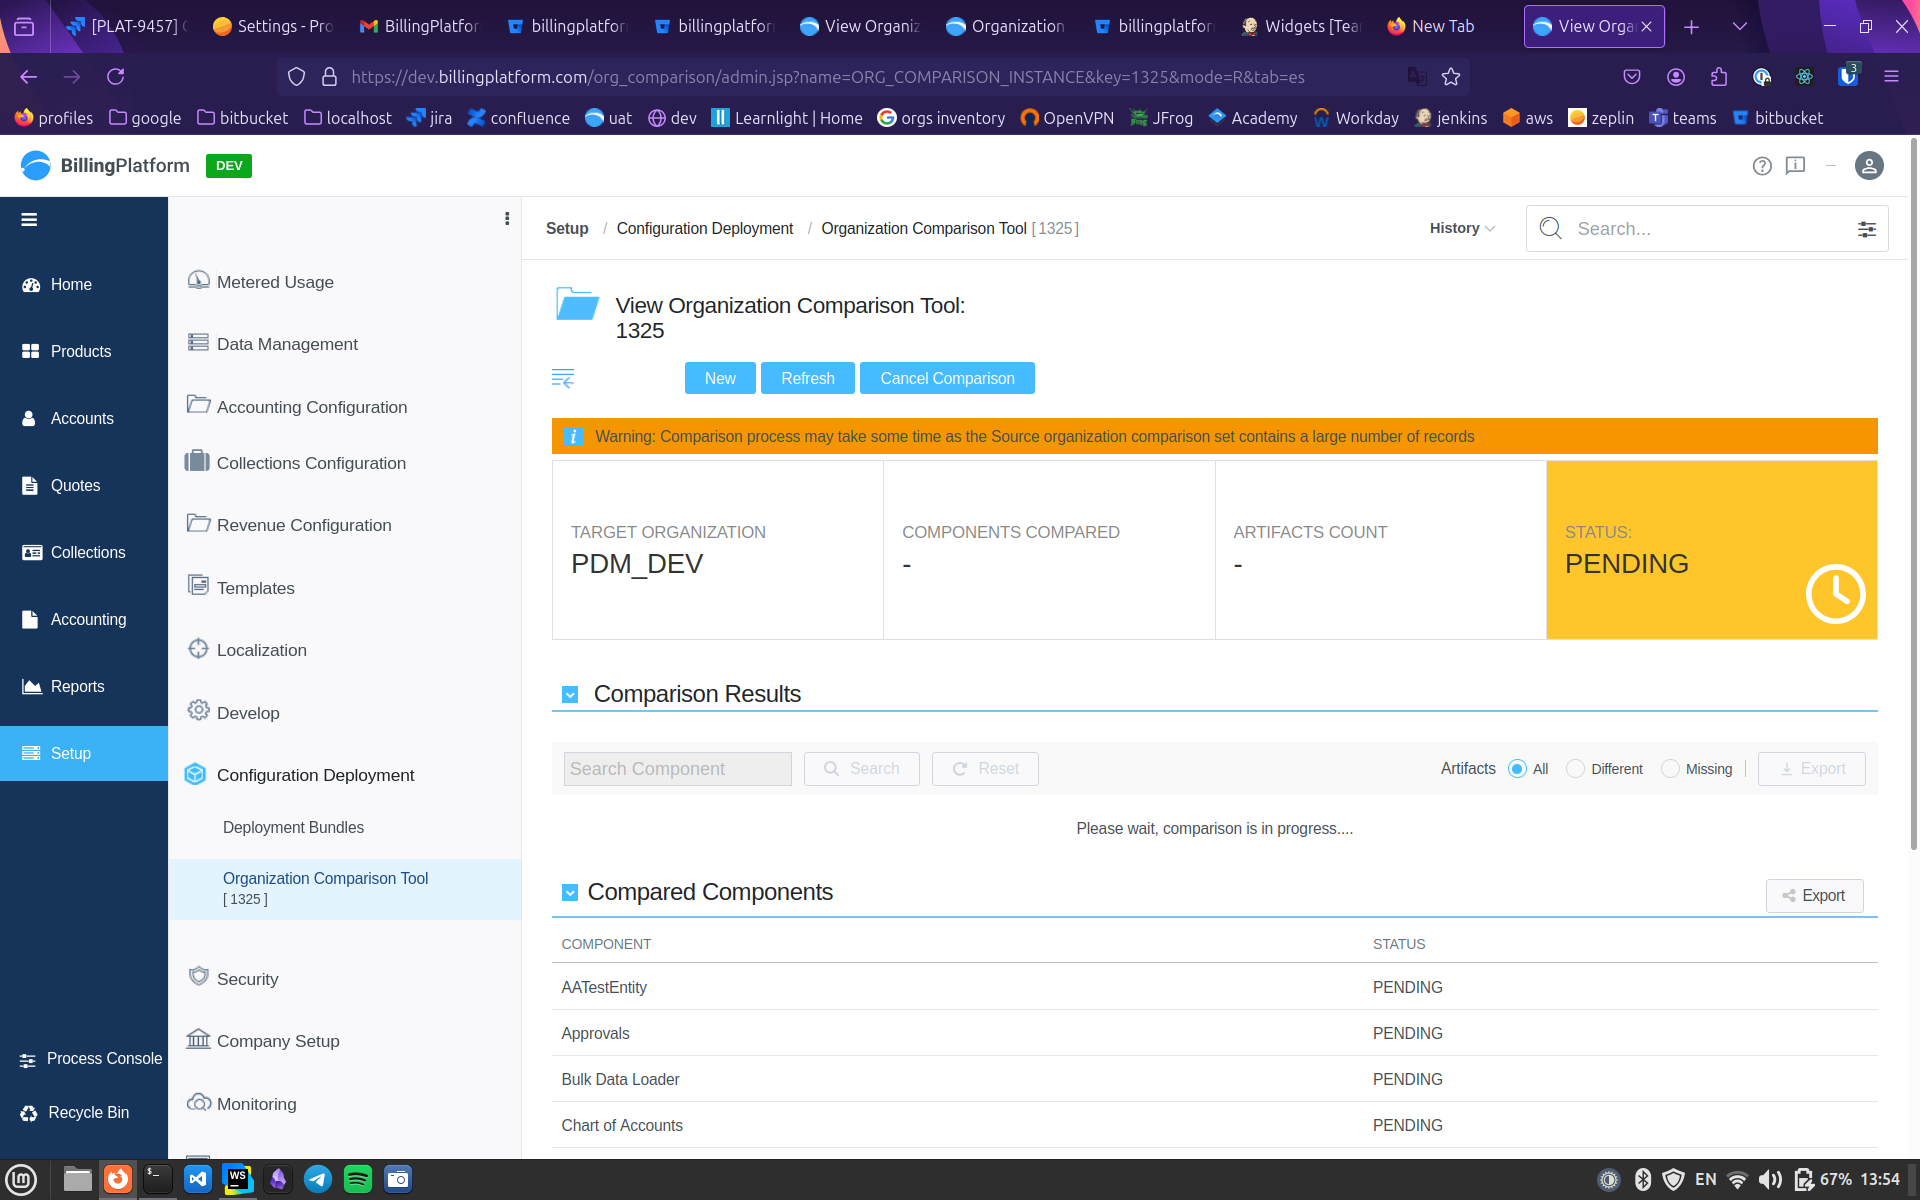 [PLAT-9457]
Settings - Pro
BillingPlatfor
billingplatfor
billingplatfor
View Organiz
Organization
billingplatfor
Widgets [Tea
New Tab
View Orga
https://dev.billingplatform.com/org_comparison/admin.jsp?name=ORG_COMPARISON_INSTANCE&key=1325&mode=R&tab=es
3
profiles
google
bitbucket
localhost
jira
confluence
uat
dev
Learnlight | Home
orgs inventory
OpenVPN
JFrog
Academy
Workday
jenkins
aws
zeplin
teams
bitbucket
BillingPlatform
DEV
Setup / Configuration Deployment / Organization Comparison Tool [ 1325 ]
History
Search...
Home
Products
Accounts
Quotes
Collections
Accounting
Reports
Setup
Process Console
Recycle Bin
Metered Usage
Data Management
Accounting Configuration
Collections Configuration
Revenue Configuration
Templates
Localization
Develop
Configuration Deployment
Deployment Bundles
Organization Comparison Tool
[ 1325 ]
Security
Company Setup
Monitoring
View Organization Comparison Tool:
1325
New
Refresh
Cancel Comparison
Warning: Comparison process may take some time as the Source organization comparison set contains a large number of records
TARGET ORGANIZATION
PDM_DEV
COMPONENTS COMPARED
-
ARTIFACTS COUNT
-
STATUS:
PENDING
Comparison Results
Search Component
Search
Reset
Artifacts
All
Different
Missing
Export
Please wait, comparison is in progress....
Compared Components
Export
COMPONENT STATUS
AATestEntity PENDING
Approvals PENDING
Bulk Data Loader PENDING
Chart of Accounts PENDING
WS
EN
67%
13:54